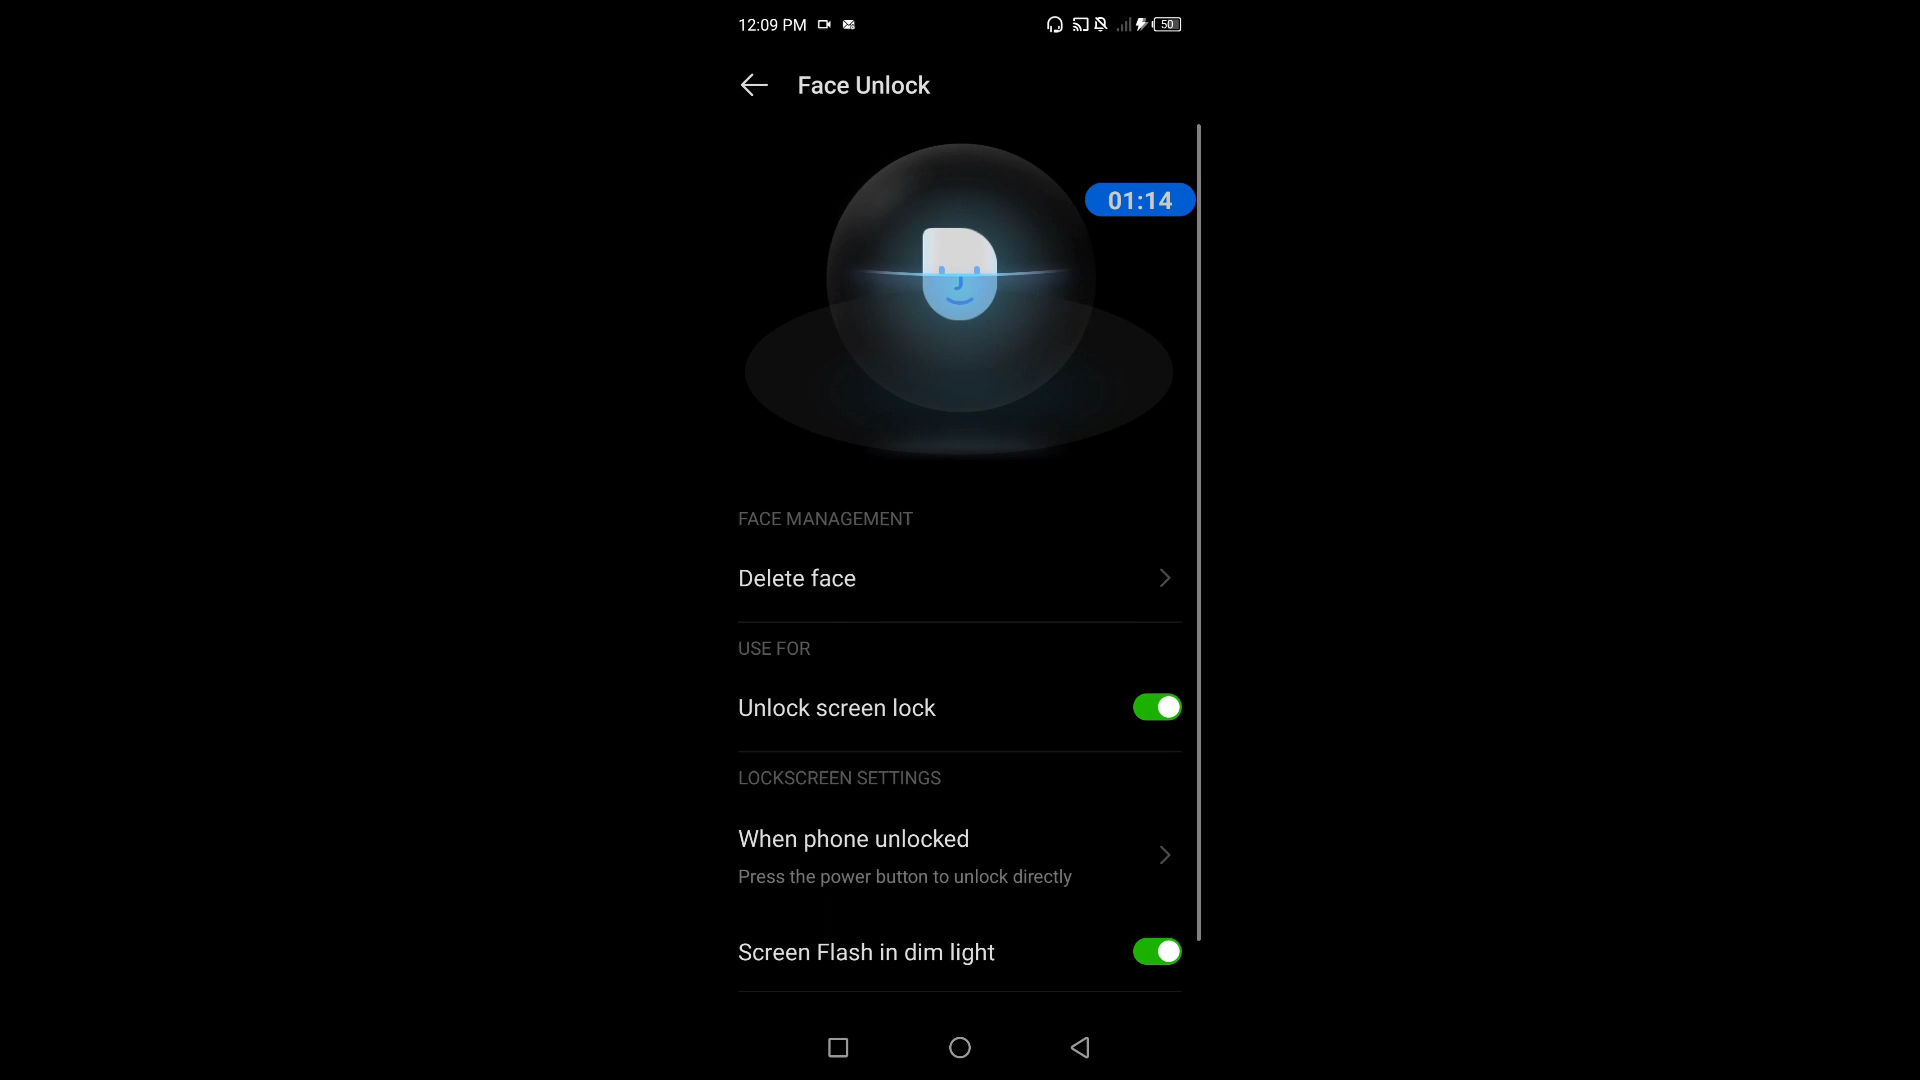 12:09 PM
50
Face Unlock
01:14
FACE MANAGEMENT
Delete face
USE FOR
Unlock screen lock
LOCKSCREEN SETTINGS
When phone unlocked
Press the power button to unlock directly
Screen Flash in dim light